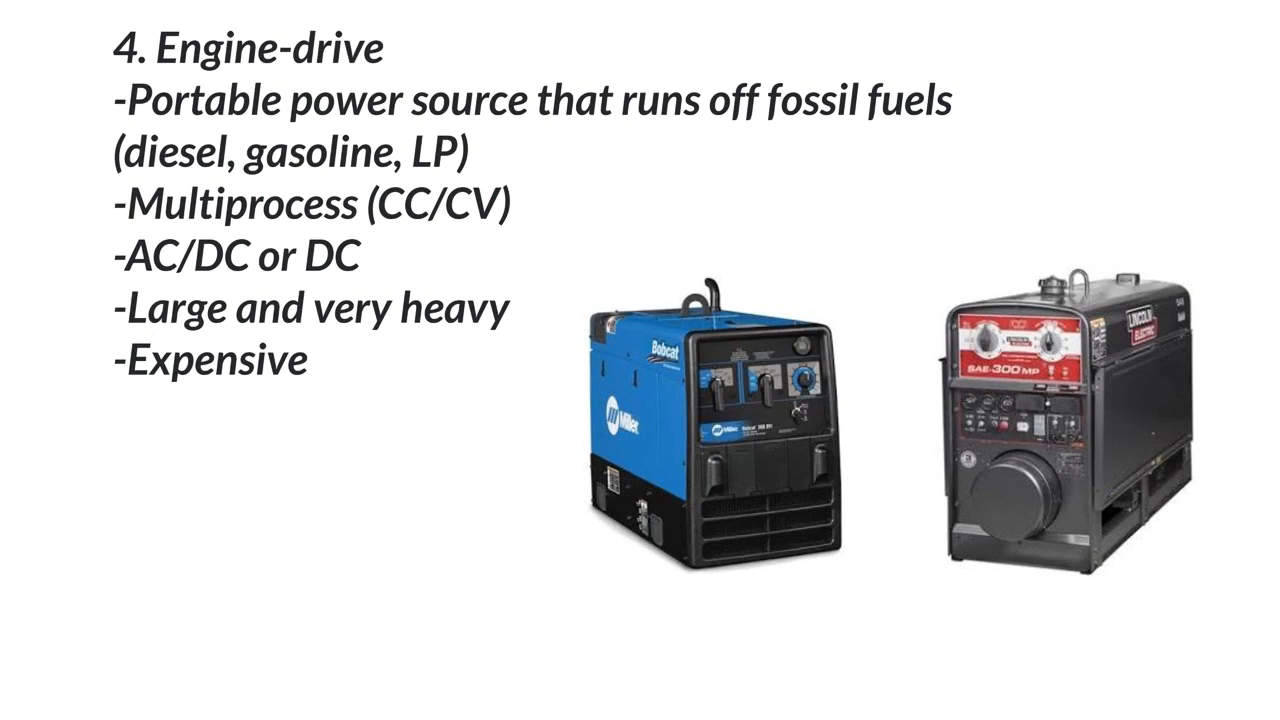 4. Engine-drive
-Portable power source that runs off fossil fuels
(diesel, gasoline, LP)
-Multiprocess (CC/CV)
-AC/DC or DC
-Large and very heavy
-Expensive
Bobcat
Miller
Miller
LINCOLN
ELECTRIC
SAE-300 MP